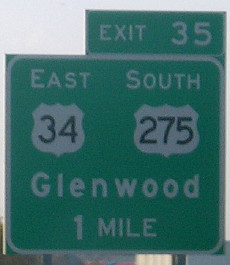 EXIT 35
EAST SOUTH
34 275
Glenwood
1 MILE